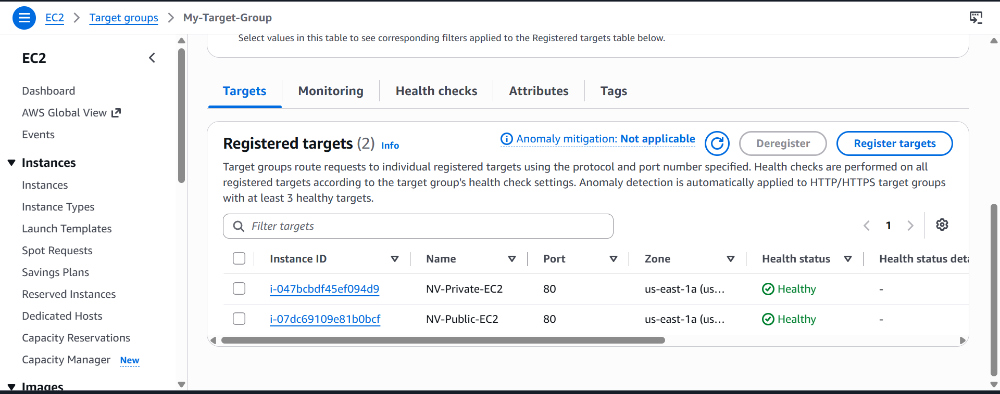 EC2 > Target groups > My-Target-Group
EC2
Dashboard
AWS Global View
Events
Instances
Instances
Instance Types
Launch Templates
Spot Requests
Savings Plans
Reserved Instances
Dedicated Hosts
Capacity Reservations
Capacity Manager New
Images
Select values in this table to see corresponding filters applied to the Registered targets table below.
Targets Monitoring Health checks Attributes Tags
Registered targets (2) Info Anomaly mitigation: Not applicable Deregister Register targets
Target groups route requests to individual registered targets using the protocol and port number specified. Health checks are performed on all
registered targets according to the target group's health check settings. Anomaly detection is automatically applied to HTTP/HTTPS target groups
with at least 3 healthy targets.
Filter targets 1
Instance ID Name Port Zone Health status Health status deta
i-047bcbdf45ef094d9 NV-Private-EC2 80 us-east-1a (us... Healthy -
i-07dc69109e81b0bcf NV-Public-EC2 80 us-east-1a (us... Healthy -